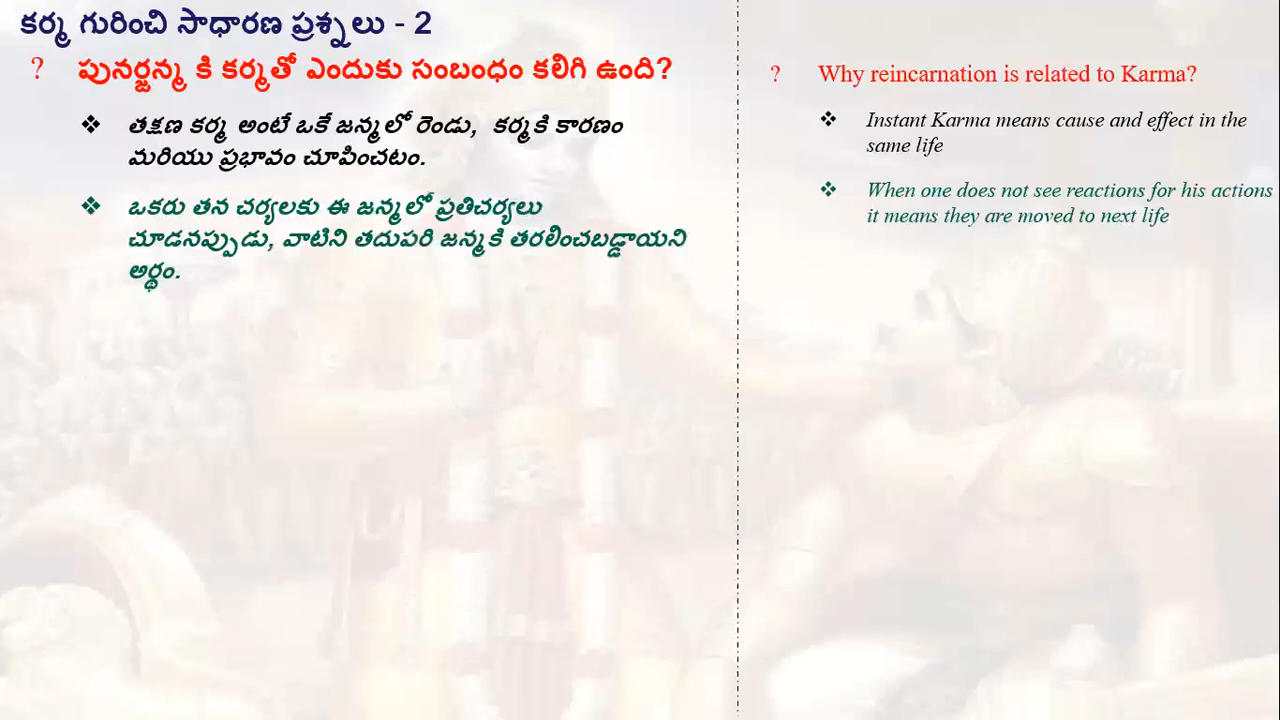 కర్మ గురించి సాధారణ ప్రశ్నలు - 2
? పునర్జన్మ కి కర్మతో ఎందుకు సంబంధం కలిగి ఉంది?
❖ తక్షణ కర్మ అంటే ఒకే జన్మలో రెండు, కర్మకి కారణం
మరియు ప్రభావం చూపించటం.
❖ ఒకరు తన చర్యలకు ఈ జన్మలో ప్రతిచర్యలు
చూడనప్పుడు, వాటిని తదుపరి జన్మకి తరలించబడ్డాయని
అర్థం.
? Why reincarnation is related to Karma?
❖ Instant Karma means cause and effect in the
same life
❖ When one does not see reactions for his actions
it means they are moved to next life